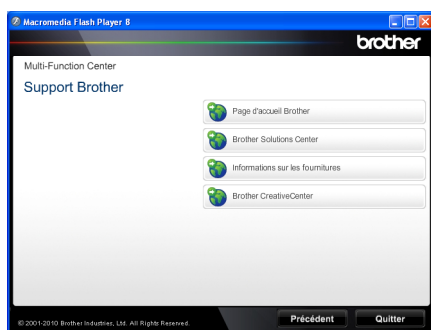 Macromedia Flash Player 8
brother
Multi-Function Center
Support Brother
Page d'accueil Brother
Brother Solutions Center
Informations sur les fournitures
Brother CreativeCenter
© 2001-2010 Brother Industries, Ltd. All Rights Reserved.
Précédent
Quitter